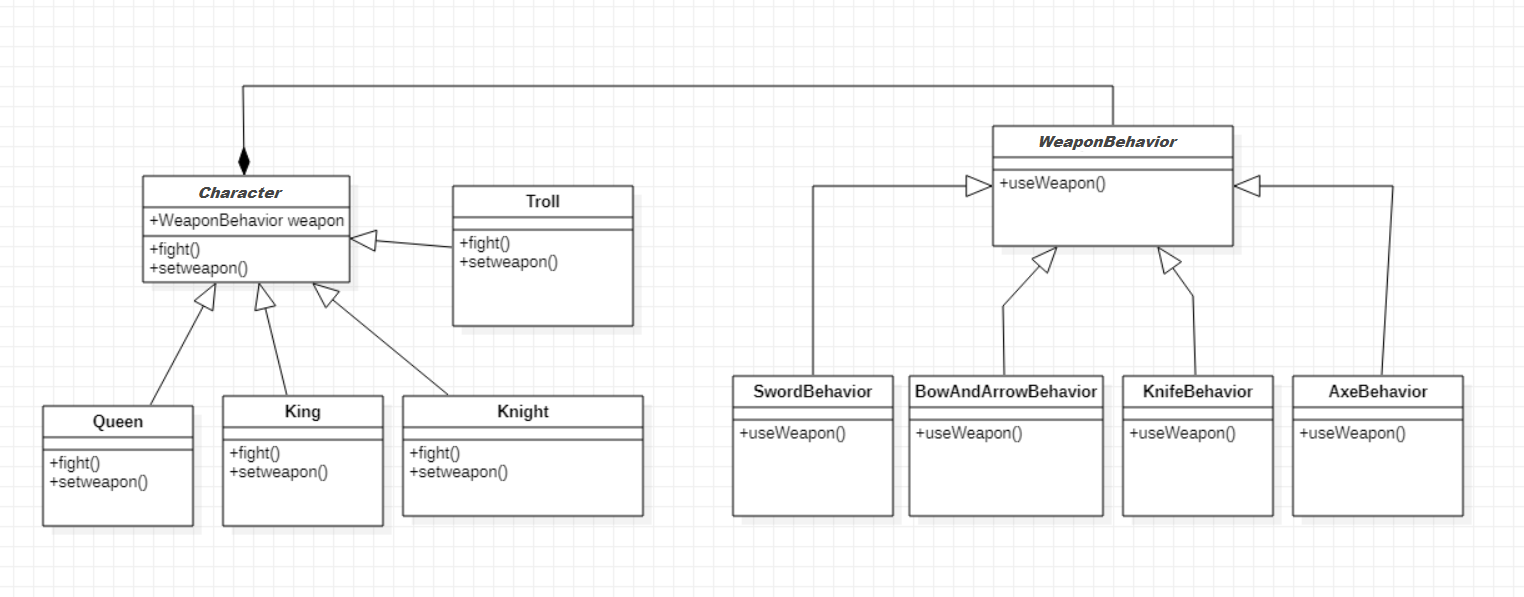 WeaponBehavior
+useWeapon()
Character
+WeaponBehavior weapon
+fight()
+setweapon()
Troll
+fight()
+setweapon()
Queen
+fight()
+setweapon()
King
+fight()
+setweapon()
Knight
+fight()
+setweapon()
SwordBehavior
+useWeapon()
BowAndArrowBehavior
+useWeapon()
KnifeBehavior
+useWeapon()
AxeBehavior
+useWeapon()